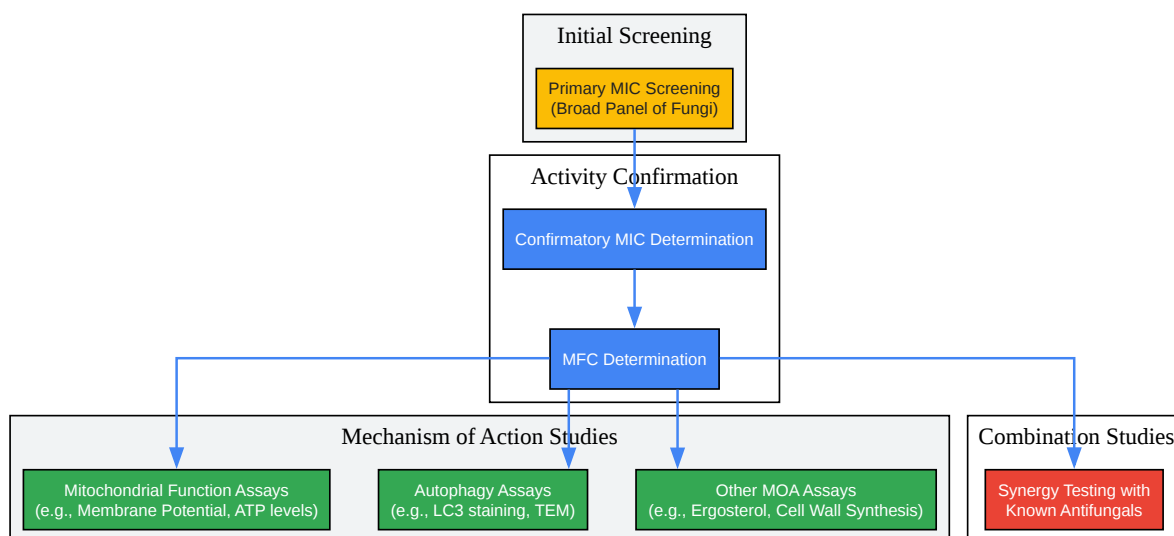 Initial Screening
Primary MIC Screening
(Broad Panel of Fungi)
Activity Confirmation
Confirmatory MIC Determination
MFC Determination
Mechanism of Action Studies
Mitochondrial Function Assays
(e.g., Membrane Potential, ATP levels)
Autophagy Assays
(e.g., LC3 staining, TEM)
Other MOA Assays
(e.g., Ergosterol, Cell Wall Synthesis)
Combination Studies
Synergy Testing with
Known Antifungals